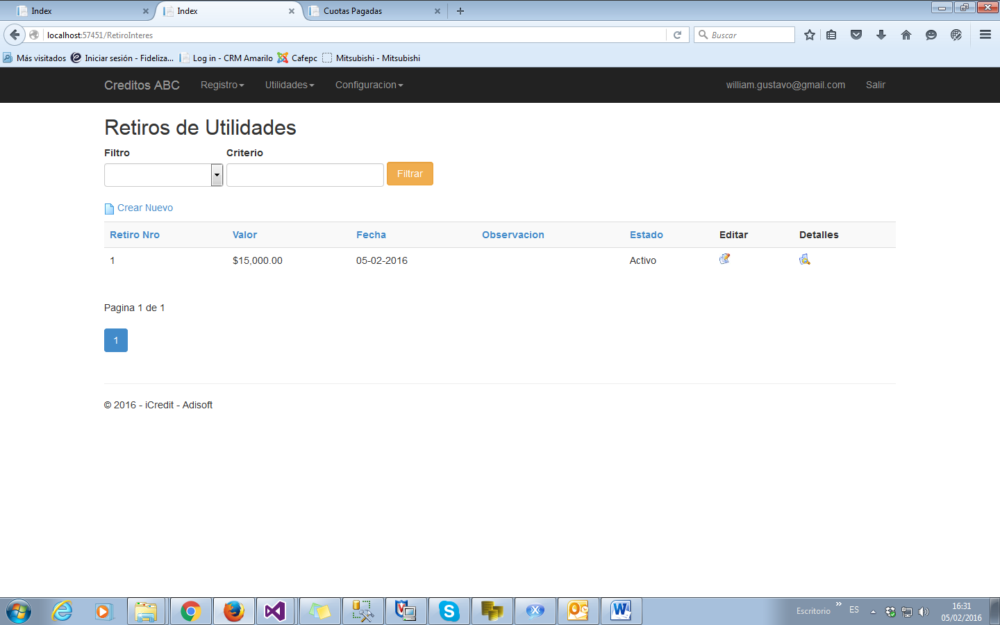 Index
Index
Cuotas Pagadas
localhost:57451/RetiroInteres
Buscar
Más visitados
Iniciar sesión - Fideliza...
Log in - CRM Amarilo
Cafepc
Mitsubishi - Mitsubishi
Creditos ABC
Registro
Utilidades
Configuracion
william.gustavo@gmail.com
Salir
Retiros de Utilidades
Filtro
Criterio
Filtrar
Crear Nuevo
Retiro Nro Valor Fecha Observacion Estado Editar Detalles
1 $15,000.00 05-02-2016 Activo
Pagina 1 de 1
1
© 2016 - iCredit - Adisoft
Escritorio
ES
16:31
05/02/2016